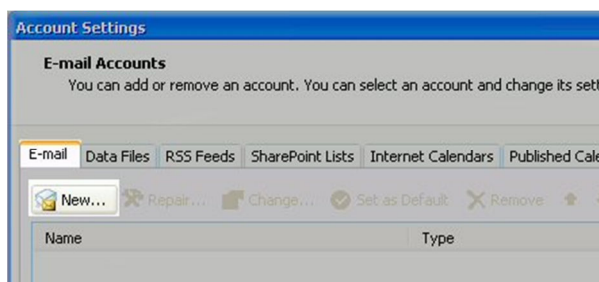 Account Settings
E-mail Accounts
You can add or remove an account. You can select an account and change its sett
E-mail Data Files RSS Feeds SharePoint Lists Internet Calendars Published Cale
New... Repair... Change... Set as Default Remove
Name Type